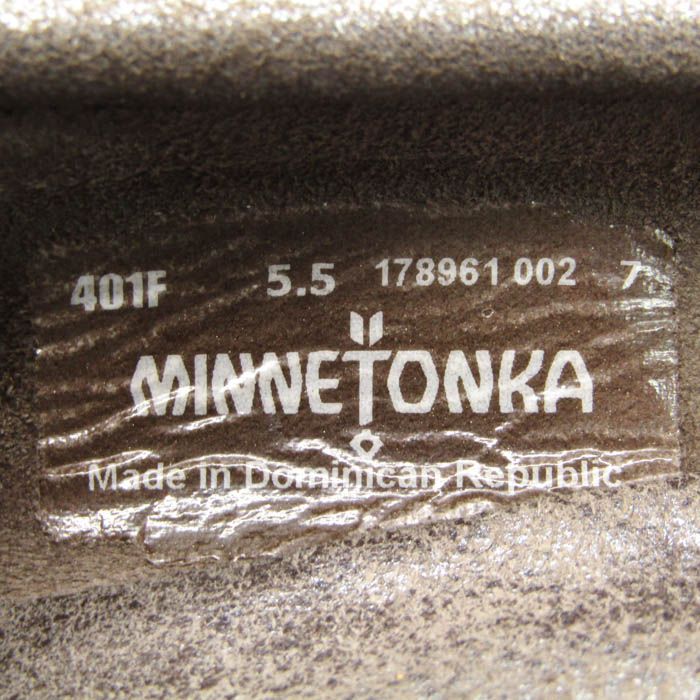 401F 5.5 178961 002 7
MINNETONKA
Made in Dominican Republic